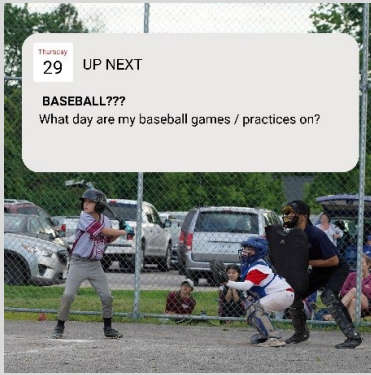 Thursday
29
UP NEXT
BASEBALL???
What day are my baseball games / practices on?